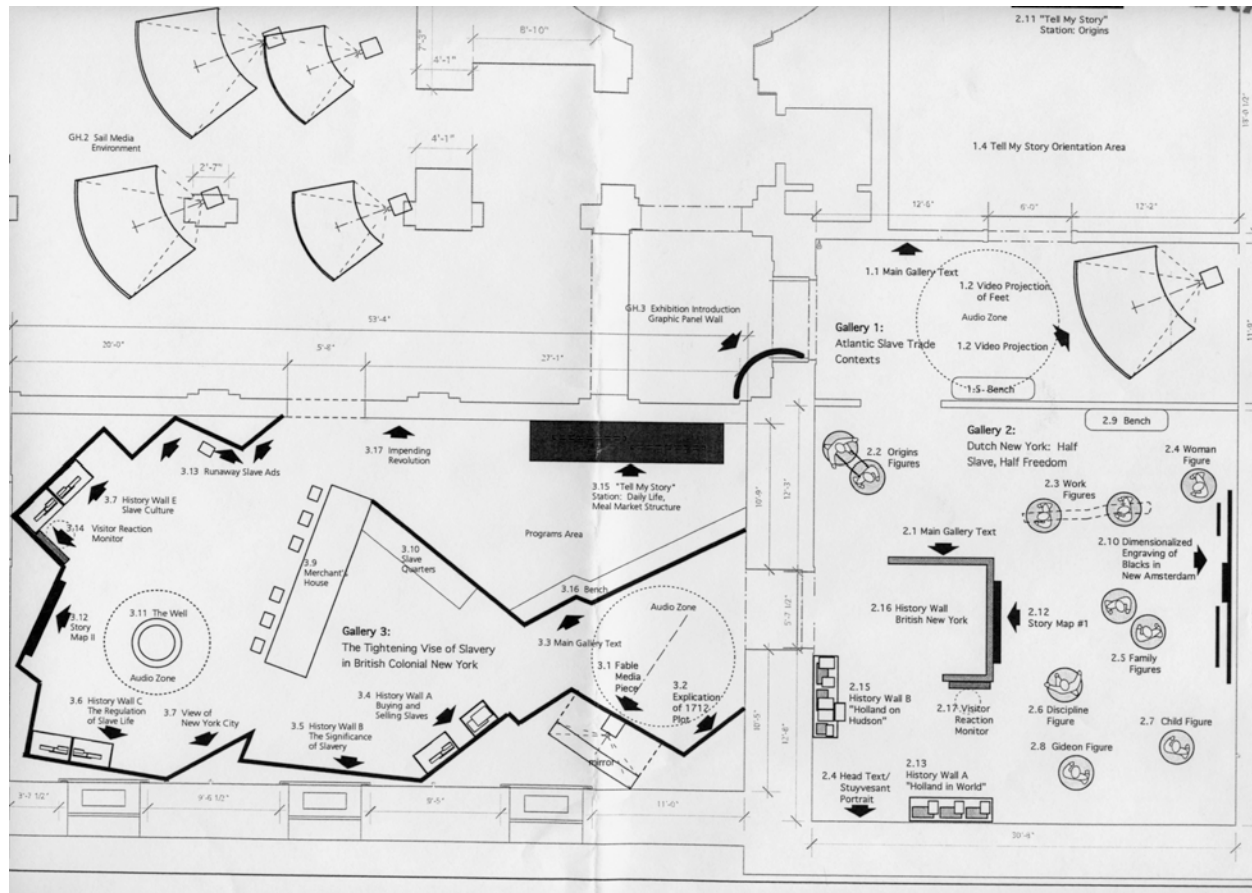 2.11 "Tell My Story"
Station: Origins
8'-10"
7'-3"
4'-1"
GH.2 Sail Media
Environment
4'-1"
2'-7"
1.4 Tell My Story Orientation Area
12'-6"
6'-0"
12'-2"
1.1 Main Gallery Text
1.2 Video Projection
of Feet
Audio Zone
1.2 Video Projection
1.5 Bench
GH.3 Exhibition Introduction
Graphic Panel Wall
Gallery 1:
Atlantic Slave Trade
Contexts
53'-4"
20'-0"
5'-6"
27'-1"
3.13 Runaway Slave Ads
3.17 Impending
Revolution
3.15 "Tell My Story"
Station: Daily Life,
Meal Market Structure
3.7 History Wall E
Slave Culture
3.14 Visitor Reaction
Monitor
3.9
Merchant's
House
3.10
Slave
Quarters
Programs Area
3.12
Story
Map II
3.11 The Well
Audio Zone
3.16 Bench
Audio Zone
Gallery 3:
The Tightening Vise of Slavery
in British Colonial New York
3.3 Main Gallery Text
3.1 Fable
Media
Piece
3.2
Explication
of 1712
Plot
3.6 History Wall C
The Regulation
of Slave Life
3.7 View of
New York City
3.5 History Wall B
The Significance
of Slavery
3.4 History Wall A
Buying and
Selling Slaves
mirror
3'-7 1/2"
9'-6 1/2"
8'-5"
11'-0"
10'-9"
12'-3"
5'-7 1/2"
10'-5"
12'-6"
Gallery 2:
Dutch New York: Half
Slave, Half Freedom
2.9 Bench
2.2 Origins
Figures
2.4 Woman
Figure
2.3 Work
Figures
2.1 Main Gallery Text
2.10 Dimensionalized
Engraving of
Blacks in
New Amsterdam
2.16 History Wall
British New York
2.12
Story Map #1
2.5 Family
Figures
2.15
History Wall B
"Holland on
Hudson"
2.17 Visitor
Reaction
Monitor
2.6 Discipline
Figure
2.7 Child Figure
2.8 Gideon Figure
2.4 Head Text/
Stuyvesant
Portrait
2.13
History Wall A
"Holland in World"